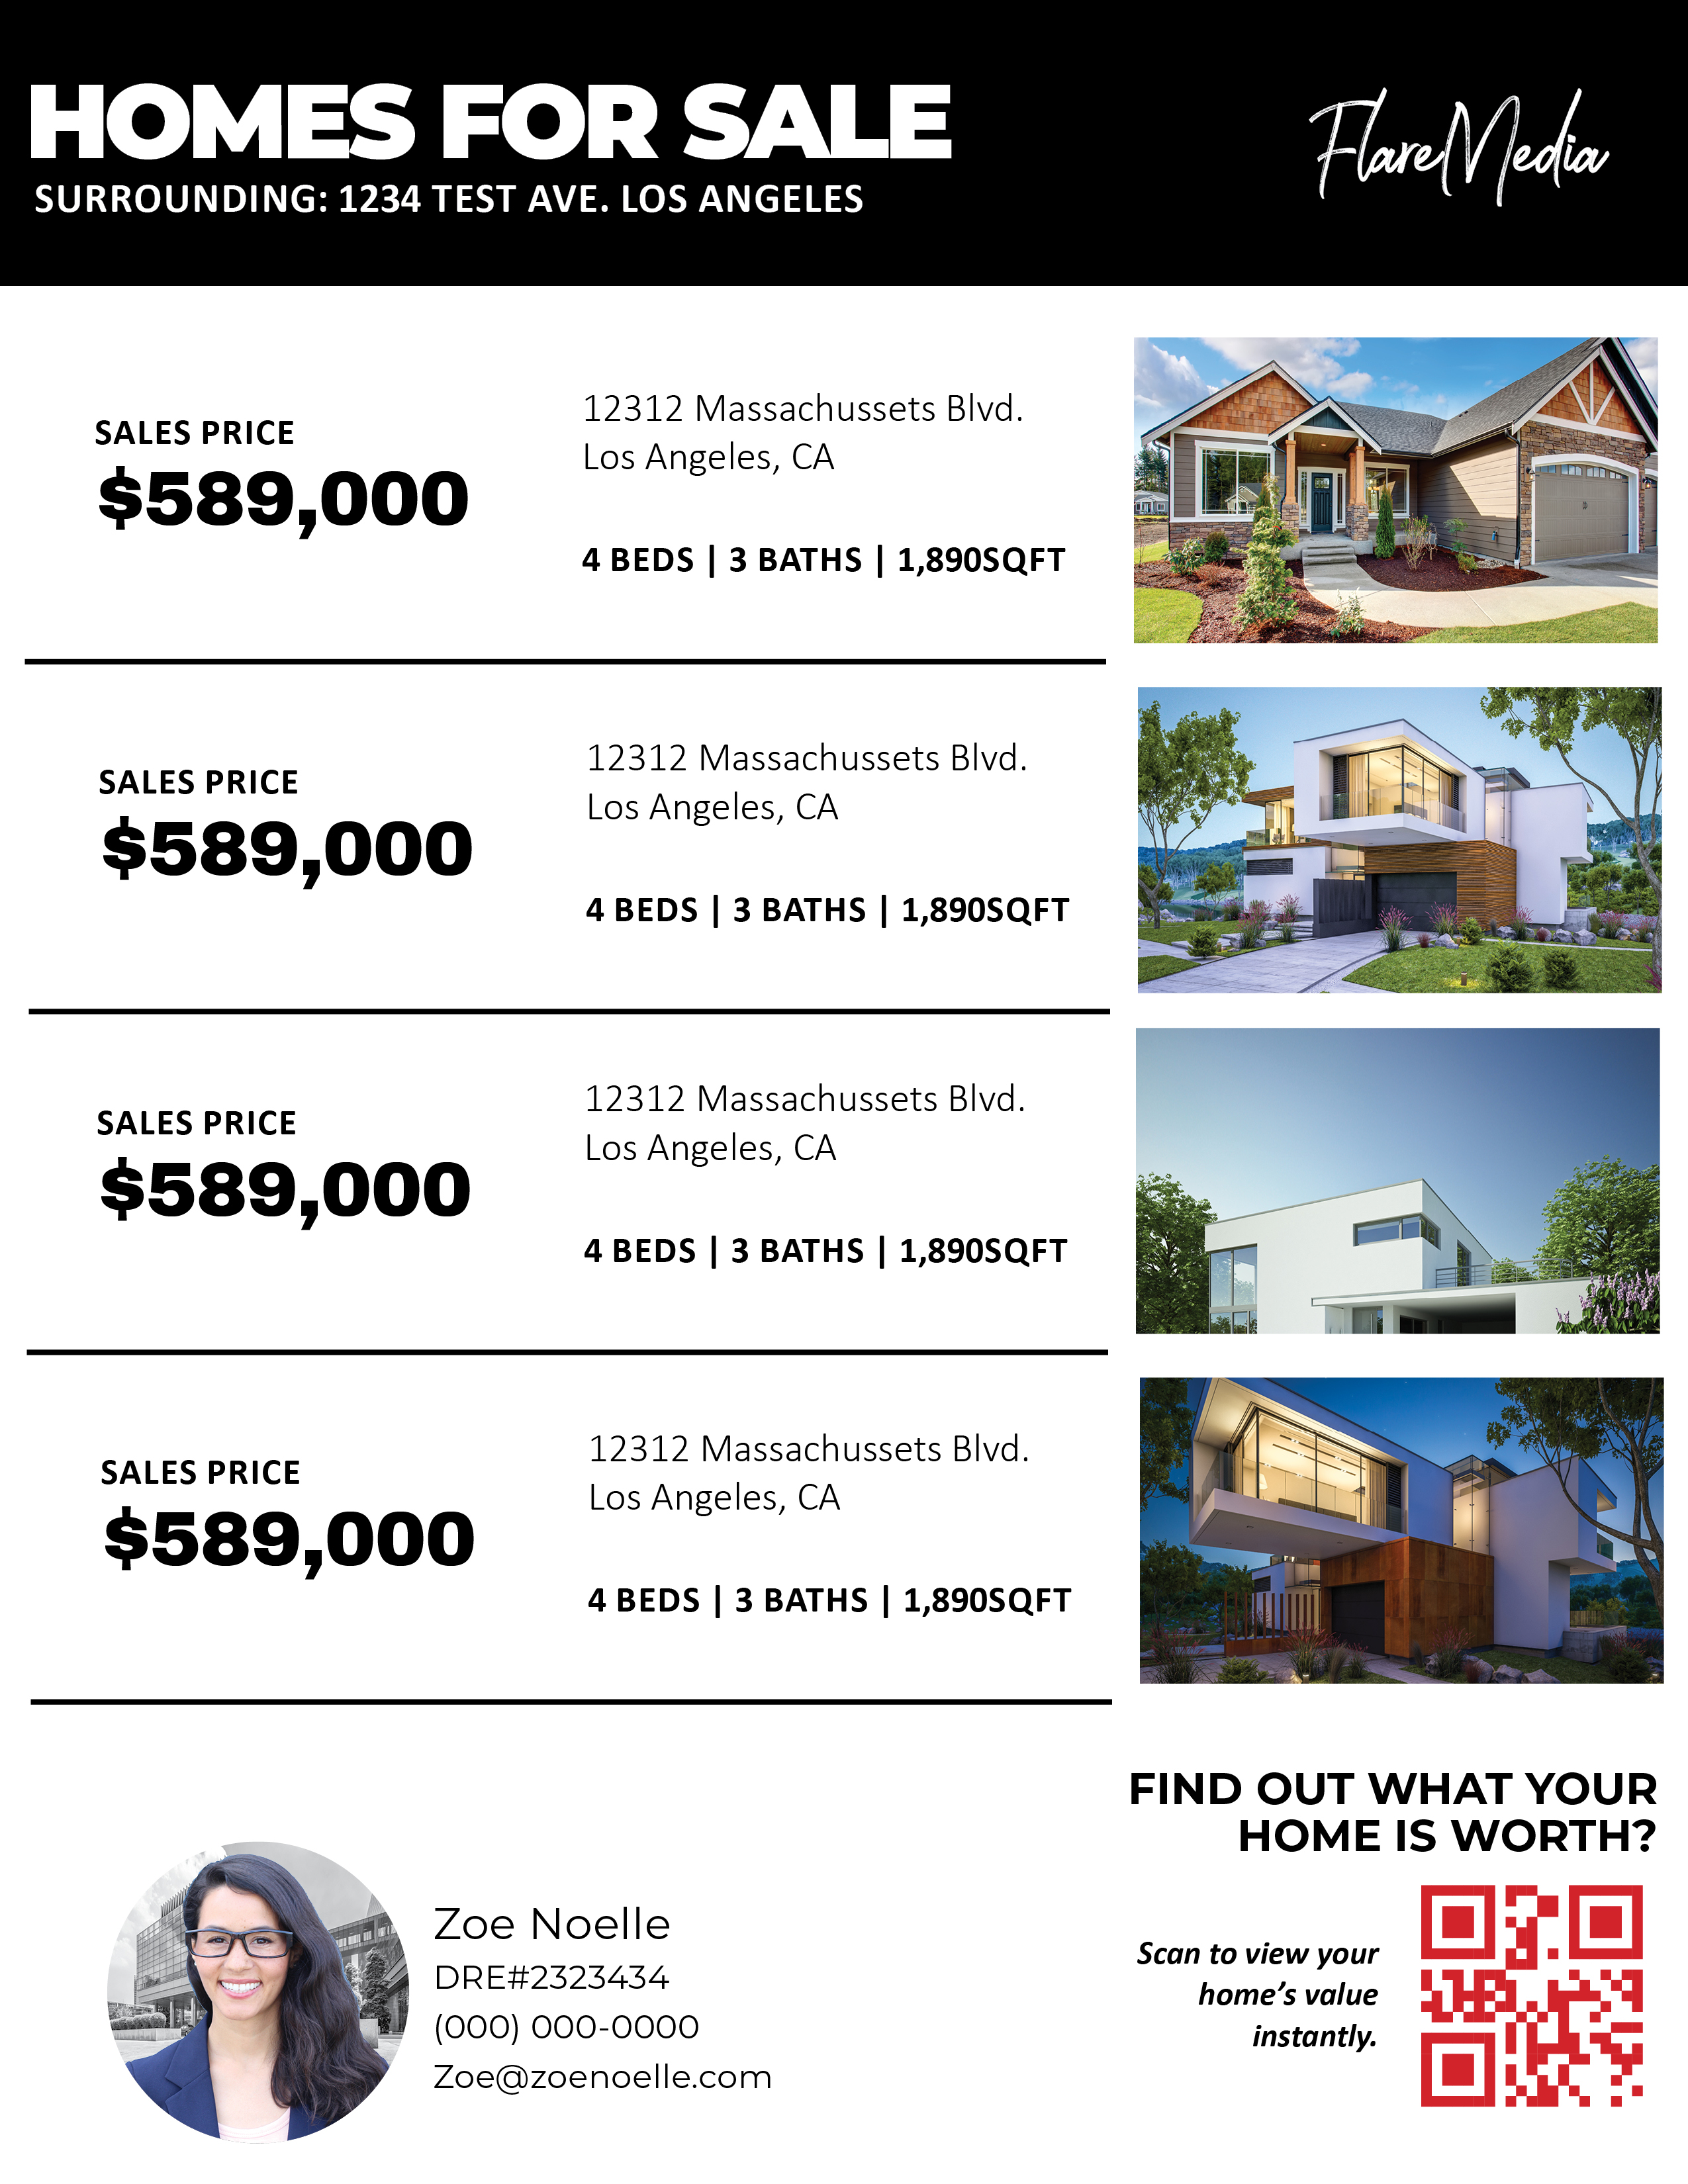 HOMES FOR SALE
SURROUNDING: 1234 TEST AVE. LOS ANGELES
FlareMedia
SALES PRICE
$589,000
12312 Massachussets Blvd.
Los Angeles, CA
4 BEDS | 3 BATHS | 1,890SQFT
SALES PRICE
$589,000
12312 Massachussets Blvd.
Los Angeles, CA
4 BEDS | 3 BATHS | 1,890SQFT
SALES PRICE
$589,000
12312 Massachussets Blvd.
Los Angeles, CA
4 BEDS | 3 BATHS | 1,890SQFT
SALES PRICE
$589,000
12312 Massachussets Blvd.
Los Angeles, CA
4 BEDS | 3 BATHS | 1,890SQFT
Zoe Noelle
DRE#2323434
(000) 000-0000
Zoe@zoenoelle.com
FIND OUT WHAT YOUR
HOME IS WORTH?
Scan to view your
home’s value
instantly.